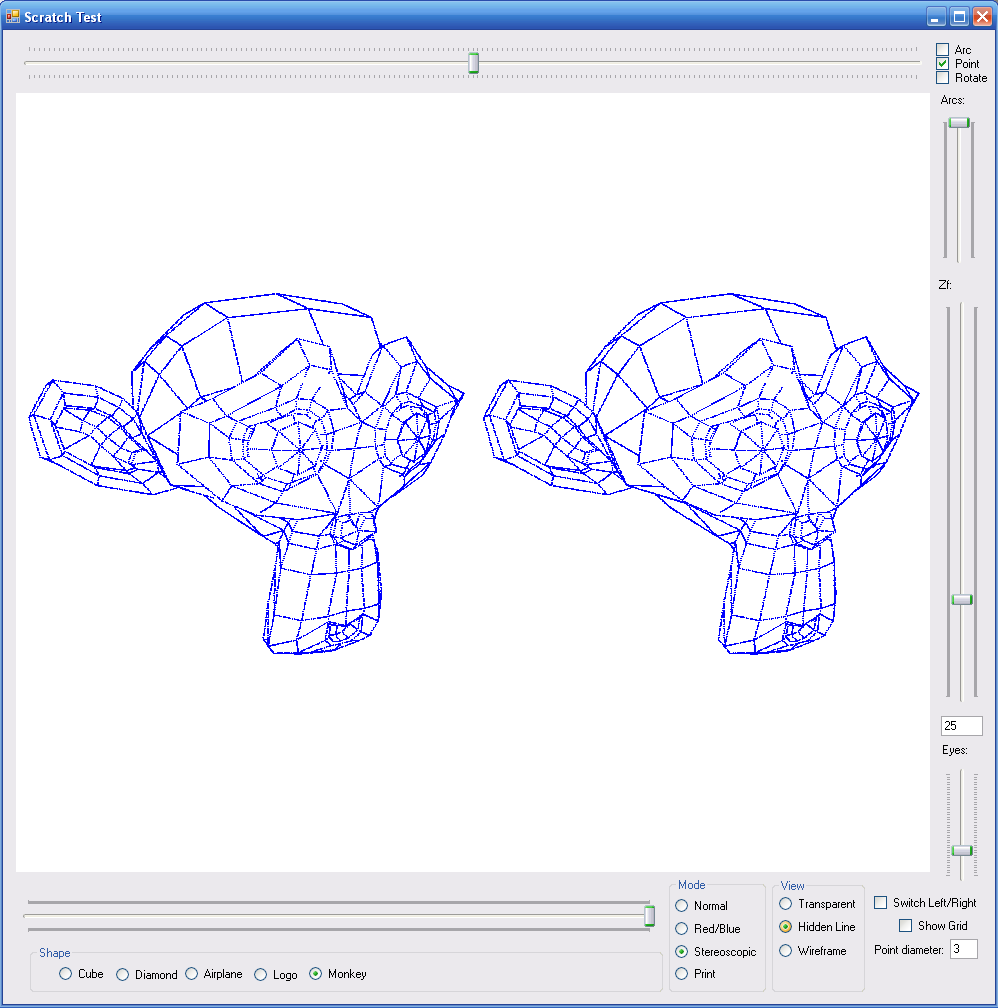 Scratch Test
Arc
Point
Rotate
Arcs:
Zf:
25
Eyes:
Mode
Normal
Red/Blue
Stereoscopic
Print
View
Transparent
Hidden Line
Wireframe
Switch Left/Right
Show Grid
Point diameter: 3
Shape
Cube Diamond Airplane Logo Monkey